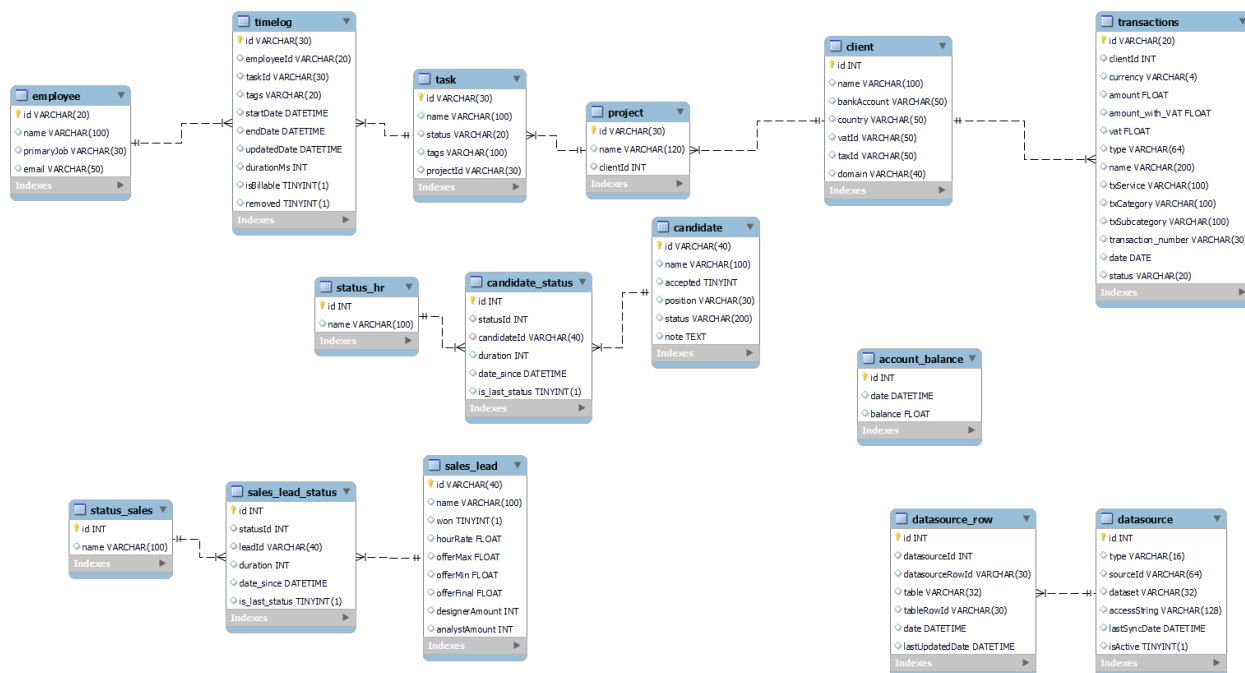 timelog
id VARCHAR(30)
employeeId VARCHAR(20)
taskId VARCHAR(30)
tags VARCHAR(20)
startDate DATETIME
endDate DATETIME
updatedDate DATETIME
durationMs INT
isBillable TINYINT(1)
removed TINYINT(1)
Indexes
employee
id VARCHAR(20)
name VARCHAR(100)
primaryJob VARCHAR(30)
email VARCHAR(50)
Indexes
task
id VARCHAR(30)
name VARCHAR(100)
status VARCHAR(20)
tags VARCHAR(100)
projectId VARCHAR(30)
Indexes
project
id VARCHAR(30)
name VARCHAR(120)
clientId INT
Indexes
client
id INT
name VARCHAR(100)
bankAccount VARCHAR(50)
country VARCHAR(50)
vatId VARCHAR(50)
taxId VARCHAR(50)
domain VARCHAR(40)
Indexes
transactions
id VARCHAR(20)
clientId INT
currency VARCHAR(4)
amount FLOAT
amount_with_VAT FLOAT
vat FLOAT
type VARCHAR(64)
name VARCHAR(200)
txService VARCHAR(100)
txCategory VARCHAR(100)
txSubcategory VARCHAR(100)
transaction_number VARCHAR(30)
date DATE
status VARCHAR(20)
Indexes
status_hr
id INT
name VARCHAR(100)
Indexes
candidate_status
id INT
statusId INT
candidateId VARCHAR(40)
duration INT
date_since DATETIME
is_last_status TINYINT(1)
Indexes
candidate
id VARCHAR(40)
name VARCHAR(100)
accepted TINYINT
position VARCHAR(30)
status VARCHAR(200)
note TEXT
Indexes
account_balance
id INT
date DATETIME
balance FLOAT
Indexes
status_sales
id INT
name VARCHAR(100)
Indexes
sales_lead_status
id INT
statusId INT
leadId VARCHAR(40)
duration INT
date_since DATETIME
is_last_status TINYINT(1)
Indexes
sales_lead
id VARCHAR(40)
name VARCHAR(100)
won TINYINT(1)
hourRate FLOAT
offerMax FLOAT
offerMin FLOAT
offerFinal FLOAT
designerAmount INT
analystAmount INT
Indexes
datasource_row
id INT
datasourceId INT
datasourceRowId VARCHAR(30)
table VARCHAR(32)
tableRowId VARCHAR(30)
date DATETIME
lastUpdatedDate DATETIME
Indexes
datasource
id INT
type VARCHAR(16)
sourceId VARCHAR(64)
dataset VARCHAR(32)
accessString VARCHAR(128)
lastSyncDate DATETIME
isActive TINYINT(1)
Indexes